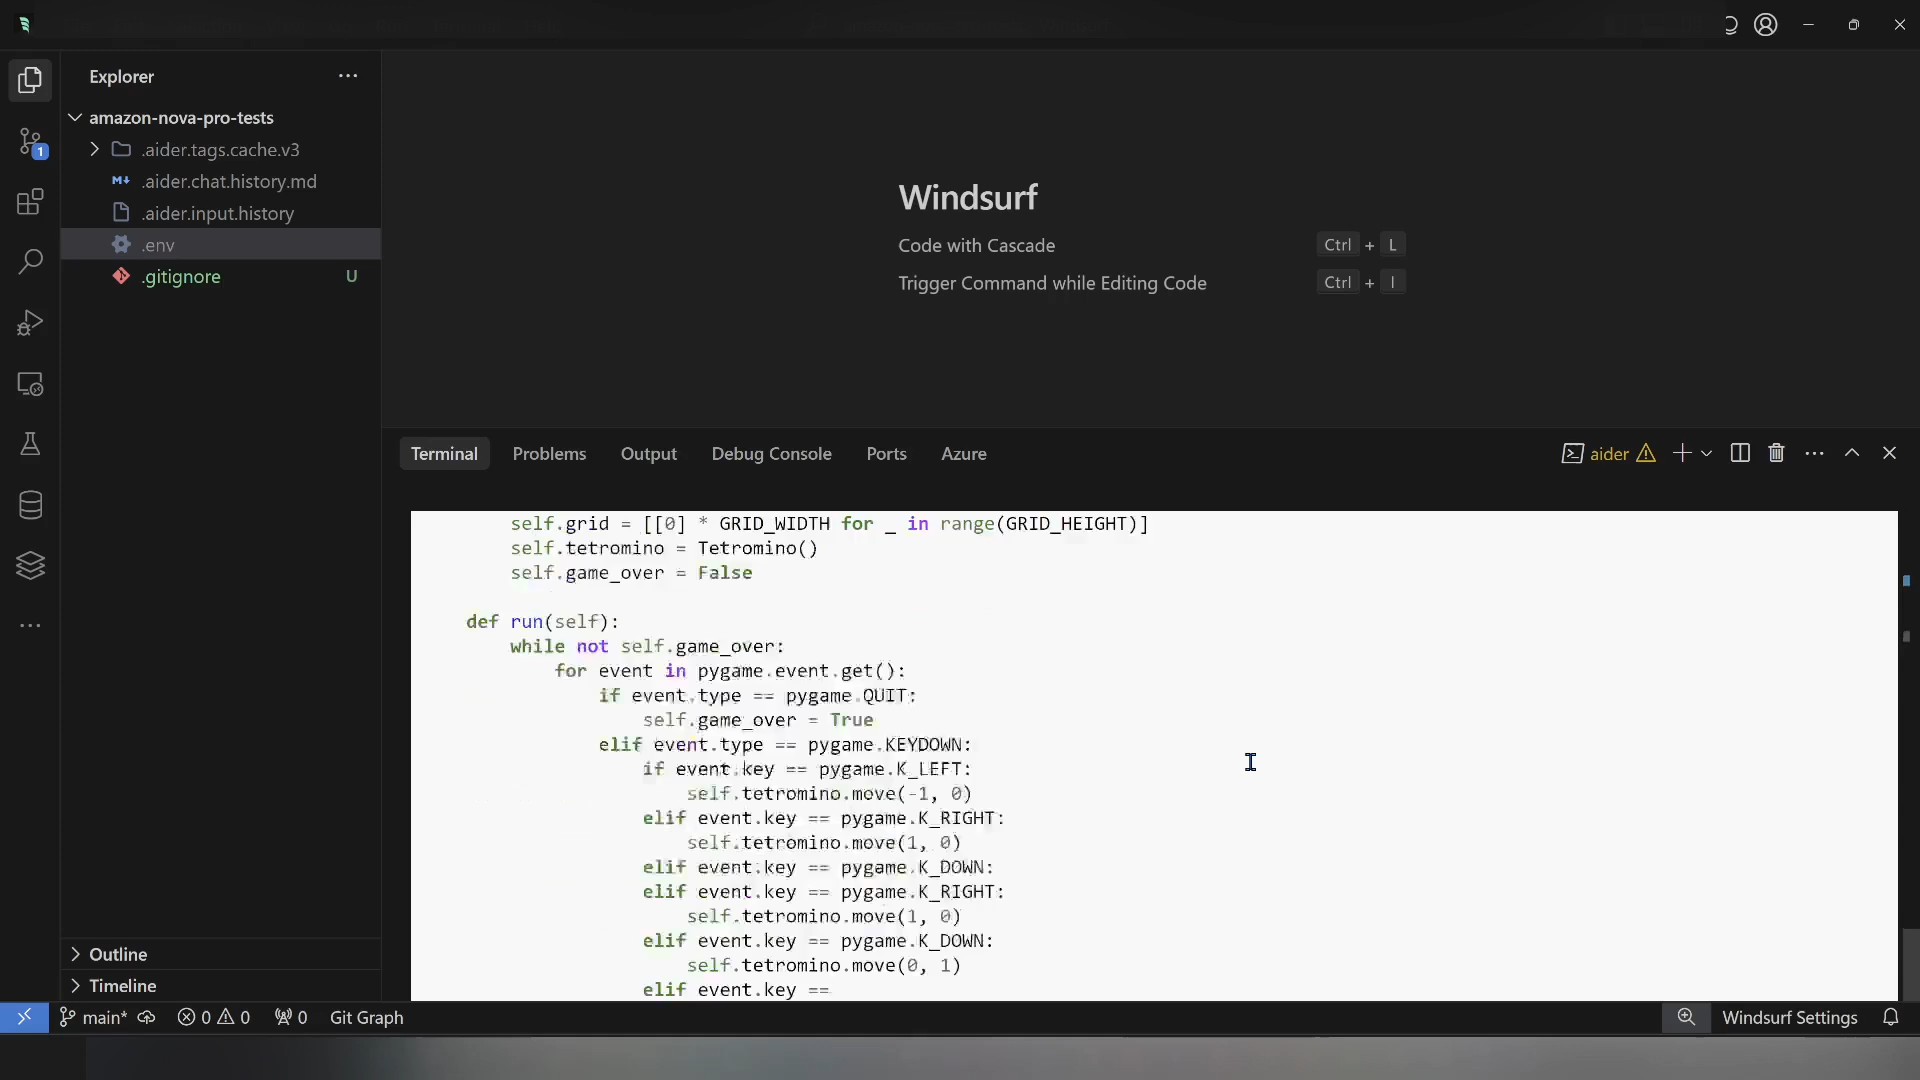 Explorer
amazon-nova-pro-tests
.aider.tags.cache.v3
.aider.chat.history.md
.aider.input.history
.env
.gitignore U
1
Outline
Timeline
Windsurf
Code with Cascade Ctrl + L
Trigger Command while Editing Code Ctrl + I
Terminal Problems Output Debug Console Ports Azure aider
self.grid = [[0] * GRID_WIDTH for _ in range(GRID_HEIGHT)]
self.tetromino = Tetromino()
self.game_over = False
def run(self):
while not self.game_over:
for event in pygame.event.get():
if event.type == pygame.QUIT:
self.game_over = True
elif event.type == pygame.KEYDOWN:
if event.key == pygame.K_LEFT:
self.tetromino.move(-1, 0)
elif event.key == pygame.K_RIGHT:
self.tetromino.move(1, 0)
elif event.key == pygame.K_DOWN:
elif event.key == pygame.K_RIGHT:
self.tetromino.move(1, 0)
elif event.key == pygame.K_DOWN:
self.tetromino.move(0, 1)
elif event.key ==
main* 0 0 0 Git Graph Windsurf Settings